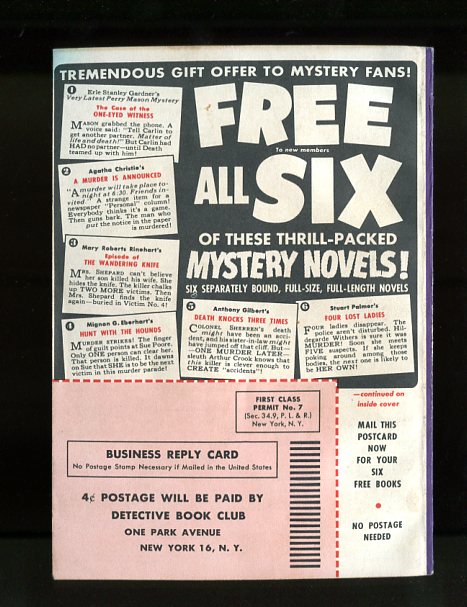 TREMENDOUS GIFT OFFER TO MYSTERY FANS!
1
Erle Stanley Gardner's
Very Latest Perry Mason Mystery
The Case of the
ONE-EYED WITNESS
MASON grabbed the phone. A
voice said: "Tell Carlin to
get another partner. Matter of
life and death!" But Carlin had
HAD no partner—until Death
teamed up with him!
2
Agatha Christie's
A MURDER IS ANNOUNCED
"A murder will take place to-
night at 6:30. Friends in-
vited." A strange item for a
newspaper "Personal" column!
Everybody thinks it's a game.
Then guns bark. The man who
put the notice in the paper
is murdered!
3
Mary Roberts Rinehart's
Episode of
THE WANDERING KNIFE
MRS. SHEPARD can't believe
her son killed his wife. She
hides the knife. The killer chalks
up TWO MORE victims. Then
Mrs. Shepard finds the knife
again—buried in Victim No. 4!
4
Mignon G. Eberhart's
HUNT WITH THE HOUNDS
MURDER STRIKES! The finger
of guilt points at Sue Poore.
Only ONE person can clear her.
That person is killed. It dawns
on Sue that SHE is to be next
victim in this murder parade!
FREE
To new members
ALL SIX
OF THESE THRILL-PACKED
MYSTERY NOVELS!
SIX SEPARATELY BOUND, FULL-SIZE, FULL-LENGTH NOVELS
5
Anthony Gilbert's
DEATH KNOCKS THREE TIMES
COLONEL SHERREN'S death
might have been an acci-
dent, and his sister-in-law might
have jumped off that cliff. But—
—ONE MURDER LATER—
sleuth Arthur Crook knows that
this killer is clever enough to
CREATE "accidents"!
6
Stuart Palmer's
FOUR LOST LADIES
FOUR ladies disappear. The
police aren't disturbed. Hil-
degarde Withers is sure it was
MURDER! Soon she meets
FIVE suspects. If she keeps
poking around among those
bodies, the next one is likely to
be HER OWN!
—continued on
inside cover
FIRST CLASS
PERMIT No. 7
(Sec. 34.9, P. L. & R.)
New York, N. Y.
BUSINESS REPLY CARD
No Postage Stamp Necessary if Mailed in the United States
4¢ POSTAGE WILL BE PAID BY
DETECTIVE BOOK CLUB
ONE PARK AVENUE
NEW YORK 16, N. Y.
MAIL THIS
POSTCARD
NOW
FOR YOUR
SIX
FREE BOOKS
•
NO POSTAGE
NEEDED